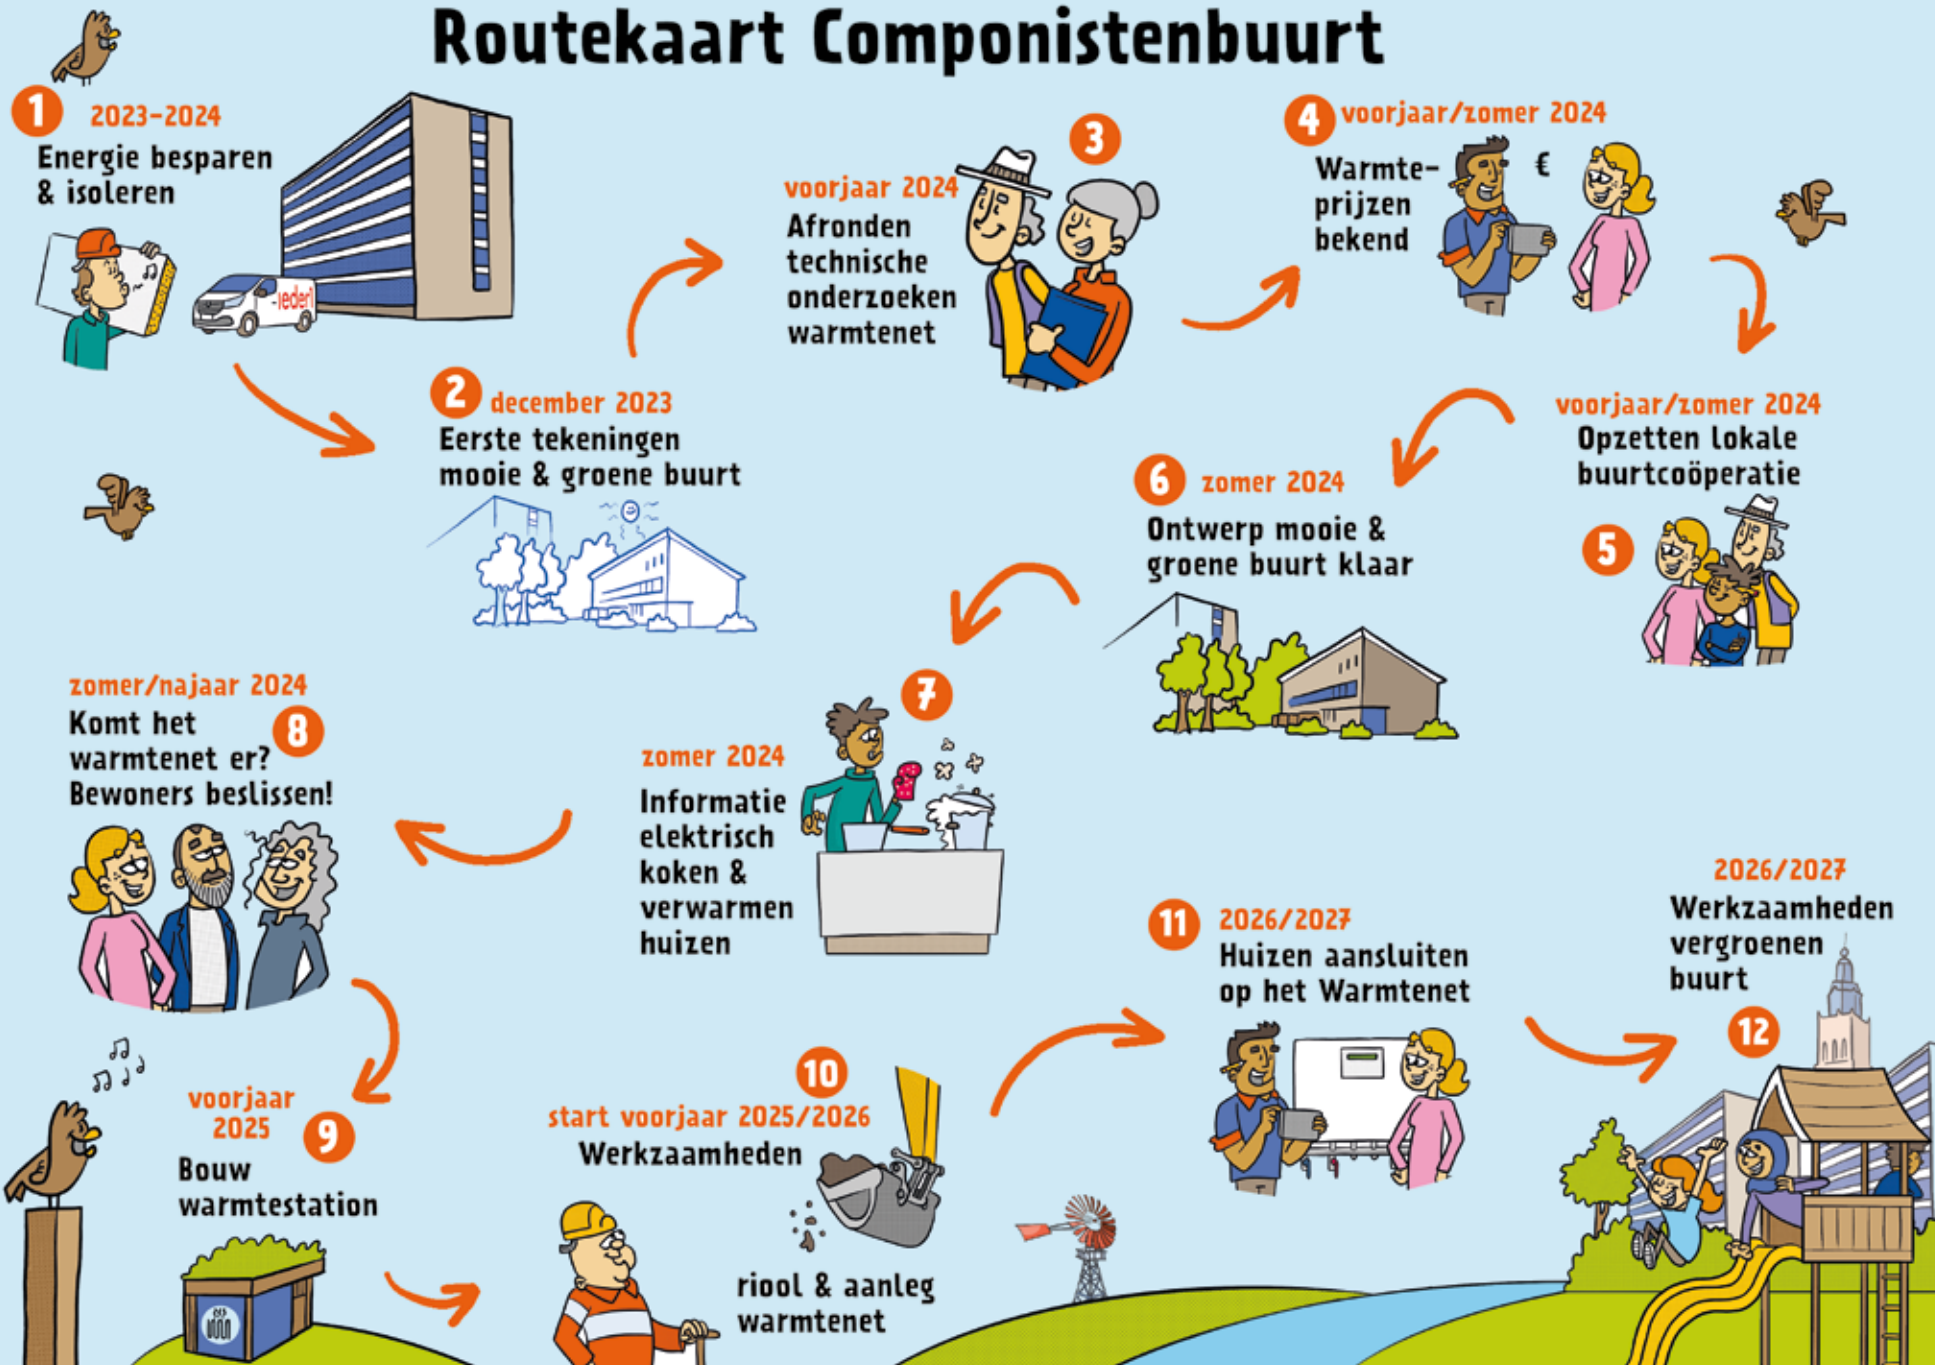 Routekaart Componistenbuurt
1
2023-2024
Energie besparen
& isoleren
-ieder1
2
december 2023
Eerste tekeningen
mooie & groene buurt
3
voorjaar 2024
Afronden
technische
onderzoeken
warmtenet
4
voorjaar/zomer 2024
Warmte-
prijzen
bekend
€
voorjaar/zomer 2024
Opzetten lokale
buurtcoöperatie
5
6
zomer 2024
Ontwerp mooie &
groene buurt klaar
7
zomer 2024
Informatie
elektrisch
koken &
verwarmen
huizen
zomer/najaar 2024
Komt het
warmtenet er?
Bewoners beslissen!
8
voorjaar
2025
9
Bouw
warmtestation
10
start voorjaar 2025/2026
Werkzaamheden
riool & aanleg
warmtenet
11
2026/2027
Huizen aansluiten
op het Warmtenet
2026/2027
Werkzaamheden
vergroenen
buurt
12